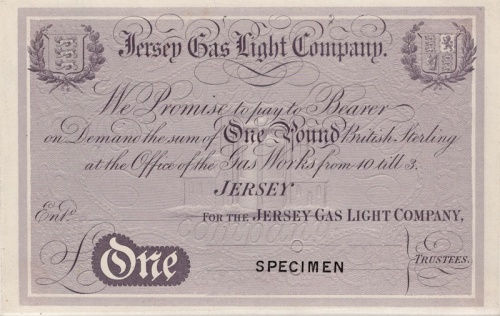 Jersey Gas Light Company.
We Promise to pay to Bearer
on Demand the sum of One Pound British Sterling
at the Office of the Gas Works from 10 till 3.
JERSEY
Entd.
FOR THE JERSEY GAS LIGHT COMPANY,
£ One
SPECIMEN
TRUSTEES.